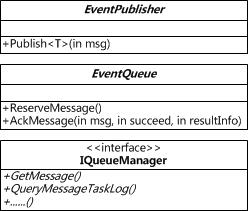 EventPublisher
+Publish<T>(in msg)
EventQueue
+ReserveMessage()
+AckMessage(in msg, in succeed, in resultInfo)
<<interface>>
IQueueManager
+GetMessage()
+QueryMessageTaskLog()
+......()